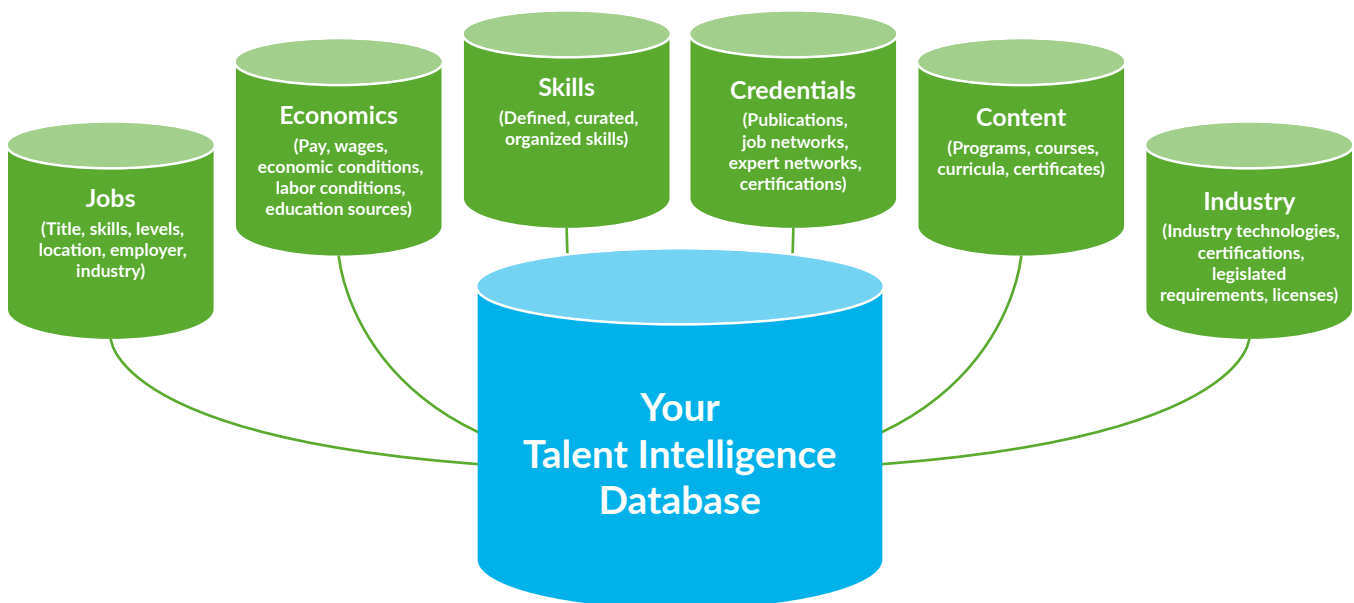 Jobs
(Title, skills, levels,
location, employer,
industry)
Economics
(Pay, wages,
economic conditions,
labor conditions,
education sources)
Skills
(Defined, curated,
organized skills)
Credentials
(Publications,
job networks,
expert networks,
certifications)
Content
(Programs, courses,
curricula, certificates)
Industry
(Industry technologies,
certifications,
legislated
requirements, licenses)
Your
Talent Intelligence
Database